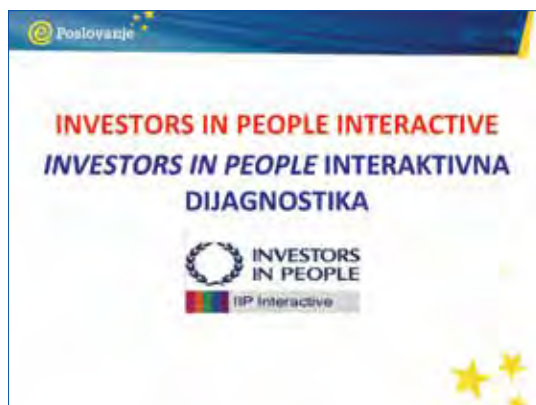 @ Poslovanje
INVESTORS IN PEOPLE INTERACTIVE
INVESTORS IN PEOPLE INTERAKTIVNA
DIJAGNOSTIKA
INVESTORS
IN PEOPLE
IIP Interactive